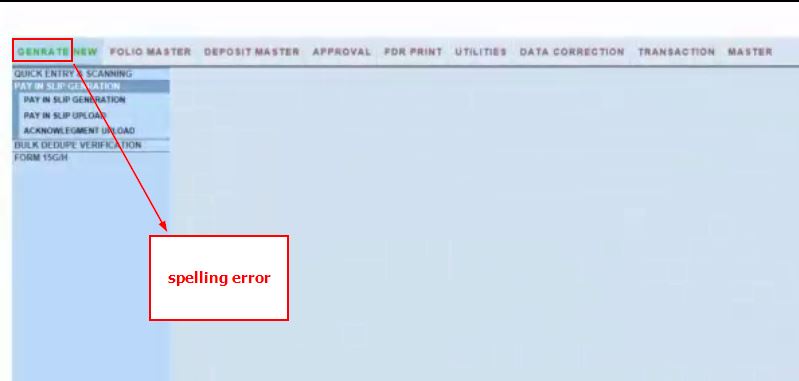 GENRATE NEW FOLIO MASTER DEPOSIT MASTER APPROVAL FDR PRINT UTILITIES DATA CORRECTION TRANSACTION MASTER
QUICK ENTRY & SCANNING
PAY IN SLIP GENRATION
PAY IN SLIP GENERATION
PAY IN SLIP UPLOAD
ACKNOWLEGMENT UPLOAD
BULK DEDUPE VERIFICATION
FORM 15G/H
spelling error